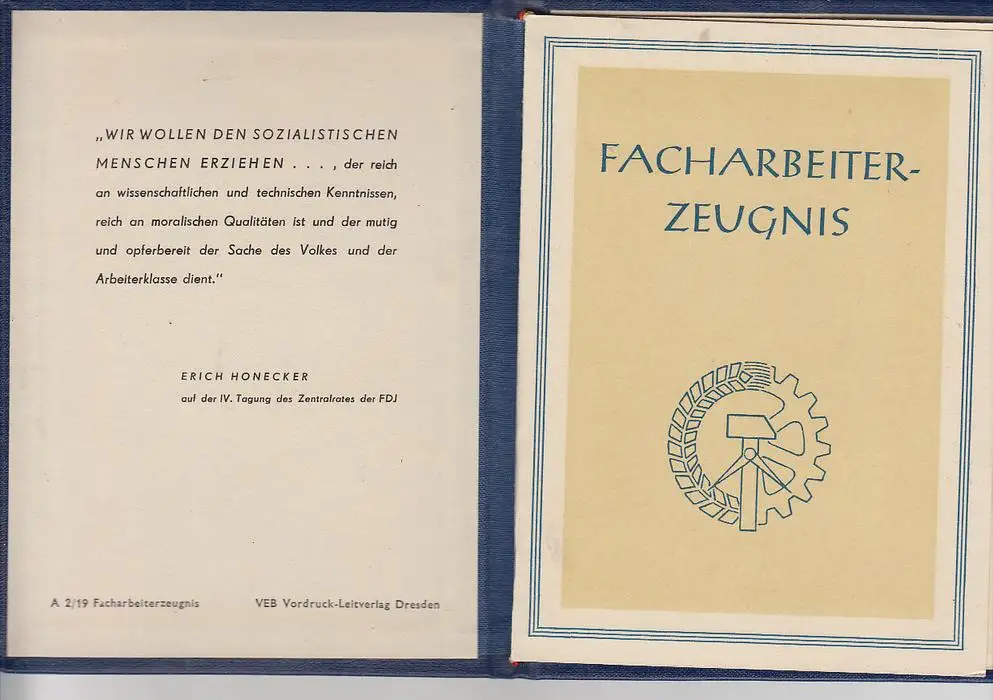 „WIR WOLLEN DEN SOZIALISTISCHEN
MENSCHEN ERZIEHEN . . . . , der reich
an wissenschaftlichen und technischen Kenntnissen,
reich an moralischen Qualitäten ist und der mutig
und opferbereit der Sache des Volkes und der
Arbeiterklasse dient.“
ERICH HONECKER
auf der IV. Tagung des Zentralrates der FDJ
A 2/19 Facharbeiterzeugnis VEB Vordruck-Leitverlag Dresden
FACHARBEITER-
ZEUGNIS